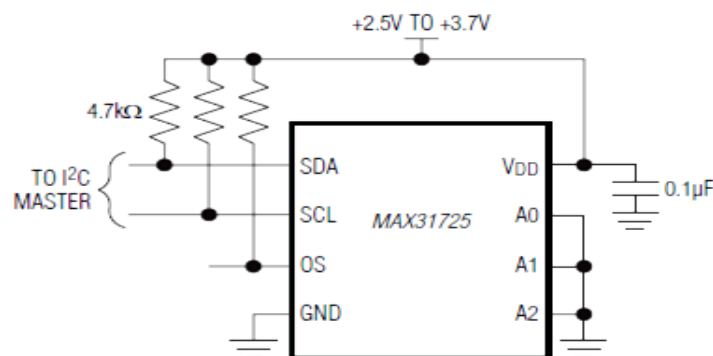 +2.5V TO +3.7V
4.7kΩ
TO I²C
MASTER
SDA
SCL
OS
GND
MAX31725
VDD
A0
A1
A2
0.1µF